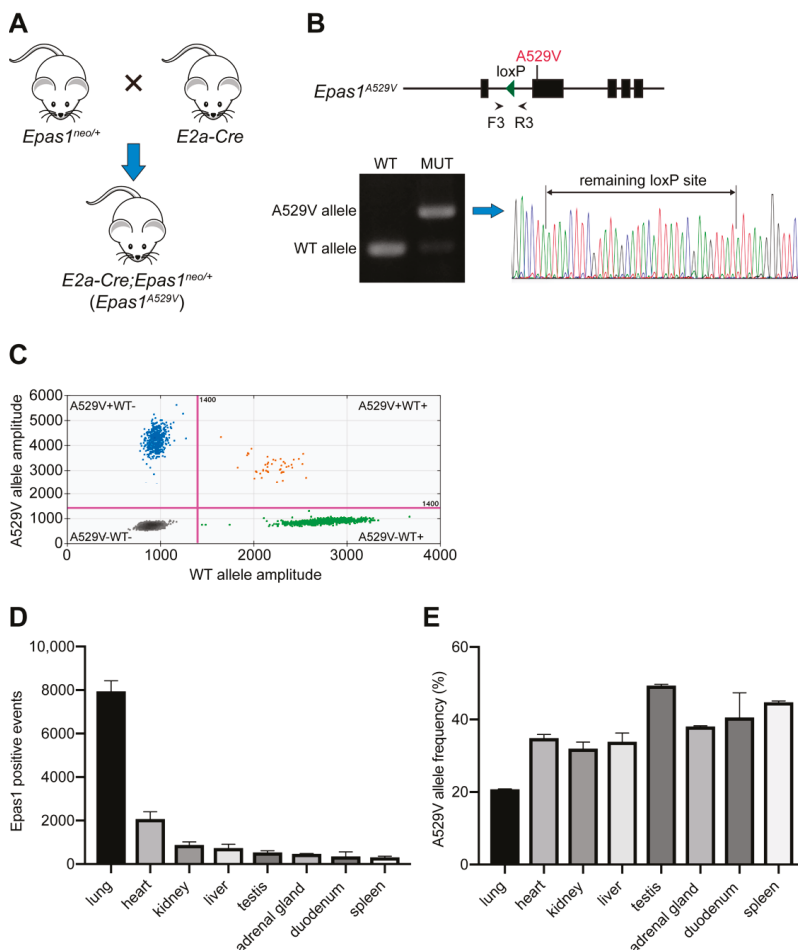 A
Epas1neo/+
E2a-Cre
E2a-Cre;Epas1neo/+
(Epas1A529V)
B
A529V
loxP
Epas1A529V
F3 R3
WT MUT
A529V allele
WT allele
remaining loxP site
C
A529V allele amplitude
6000
5000
4000
3000
2000
1000
0
A529V+WT-
1400
A529V+WT+
1400
A529V-WT-
A529V-WT+
0 1000 2000 3000 4000
WT allele amplitude
D
Epas1 positive events
10,000
8000
6000
4000
2000
0
lung
heart
kidney
liver
testis
adrenal gland
duodenum
spleen
E
A529V allele frequency (%)
60
40
20
0
lung
heart
kidney
liver
testis
adrenal gland
duodenum
spleen